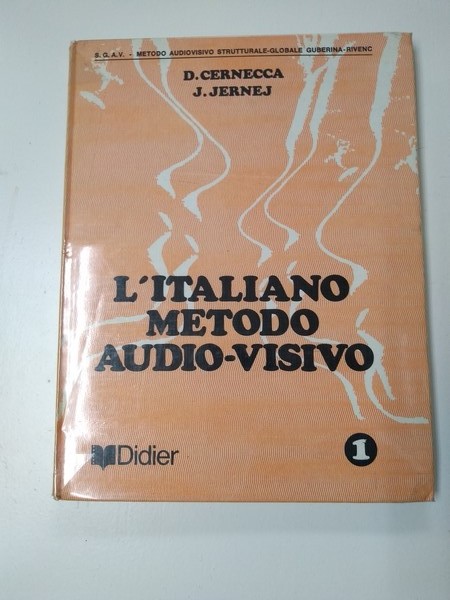 S.G.A.V. - METODO AUDIOVISIVO STRUTTURALE-GLOBALE GUBERINA-RIVENC
D. CERNECCA
J. JERNEJ
L'ITALIANO
METODO
AUDIO-VISIVO
Didier
1